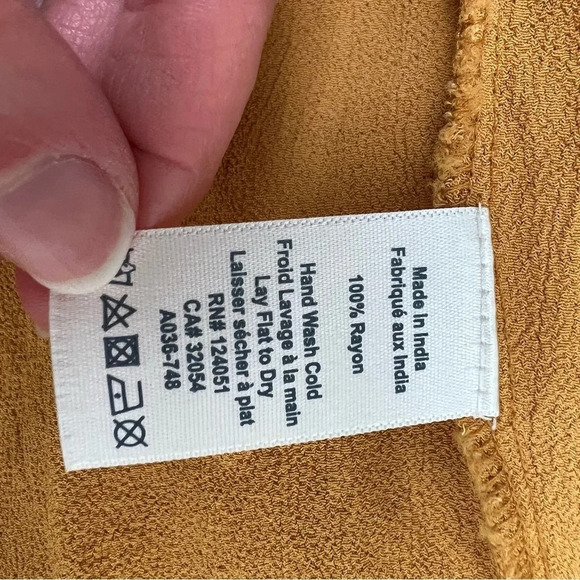 Made In India
Fabriqué aux India
100% Rayon
Hand Wash Cold
Froid Lavage à la main
Lay Flat to Dry
Laisser sécher à plat
RN# 124051
CA# 32054
A036-748